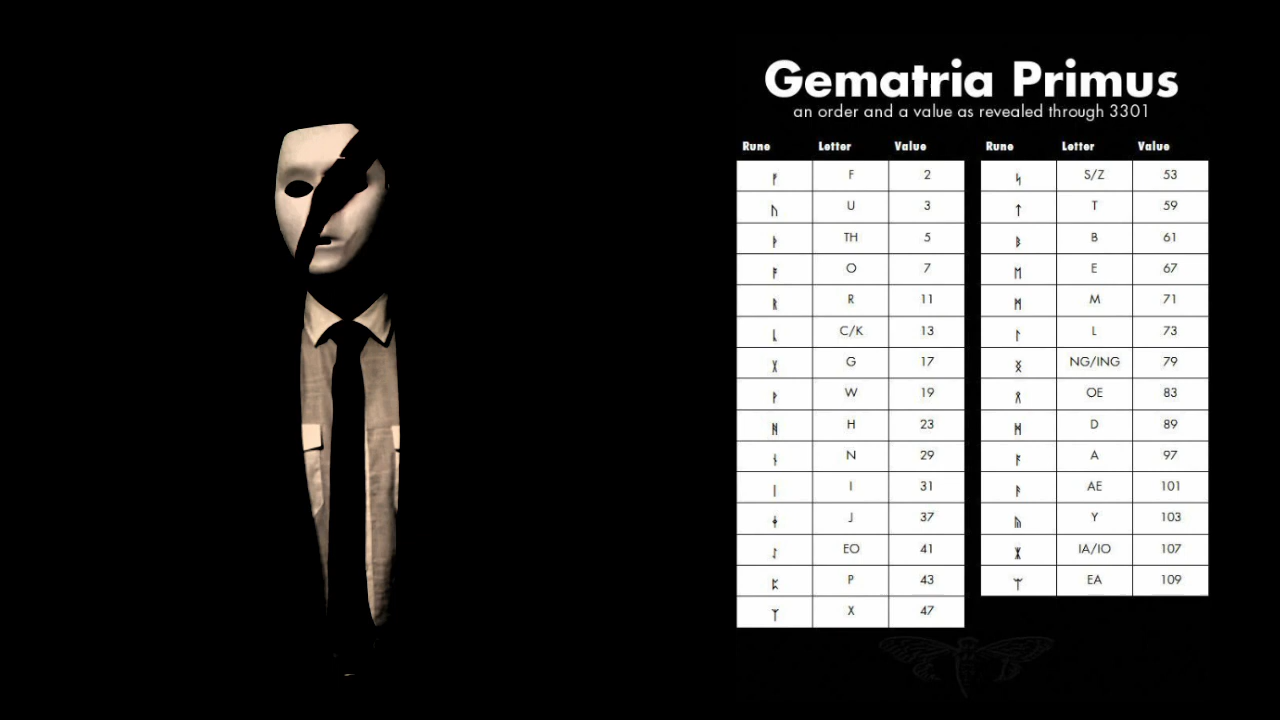 Gematria Primus
an order and a value as revealed through 3301
Rune Letter Value
ᚠ F 2
ᚢ U 3
ᚦ TH 5
ᚩ O 7
ᚱ R 11
ᚳ C/K 13
ᚷ G 17
ᚹ W 19
ᚻ H 23
ᚾ N 29
ᛁ I 31
ᛄ J 37
ᛇ EO 41
ᛈ P 43
ᛉ X 47
Rune Letter Value
ᛋ S/Z 53
ᛏ T 59
ᛒ B 61
ᛖ E 67
ᛗ M 71
ᛚ L 73
ᛝ NG/ING 79
ᛟ OE 83
ᛞ D 89
ᚪ A 97
ᚫ AE 101
ᚣ Y 103
ᛡ IA/IO 107
ᛠ EA 109